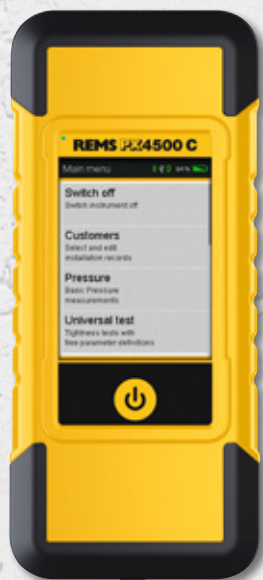 REMS PX4500 C
Main menu 94%
Switch off
Switch instrument off
Customers
Select and edit
installation records
Pressure
Basic Pressure
measurements
Universal test
Tightness tests with
free parameter definitions